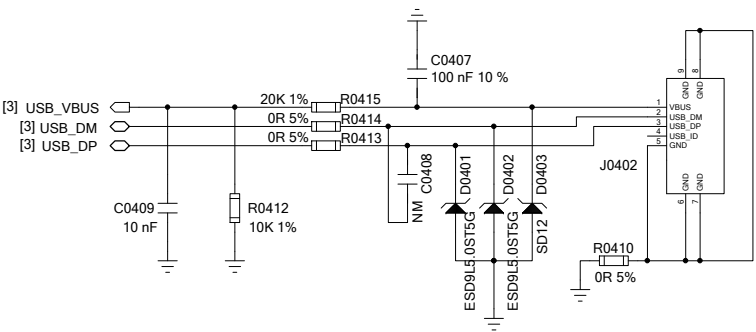 C0407
100 nF 10 %
[3] USB_VBUS
20K 1%
R0415
[3] USB_DM
0R 5%
R0414
[3] USB_DP
0R 5%
R0413
9
8
GND
GND
1
VBUS
2
USB_DM
3
USB_DP
4
USB_ID
5
GND
J0402
GND
GND
6
7
C0408
NM
D0401
ESD9L5.0ST5G
D0402
ESD9L5.0ST5G
D0403
SD12
C0409
10 nF
R0412
10K 1%
R0410
0R 5%